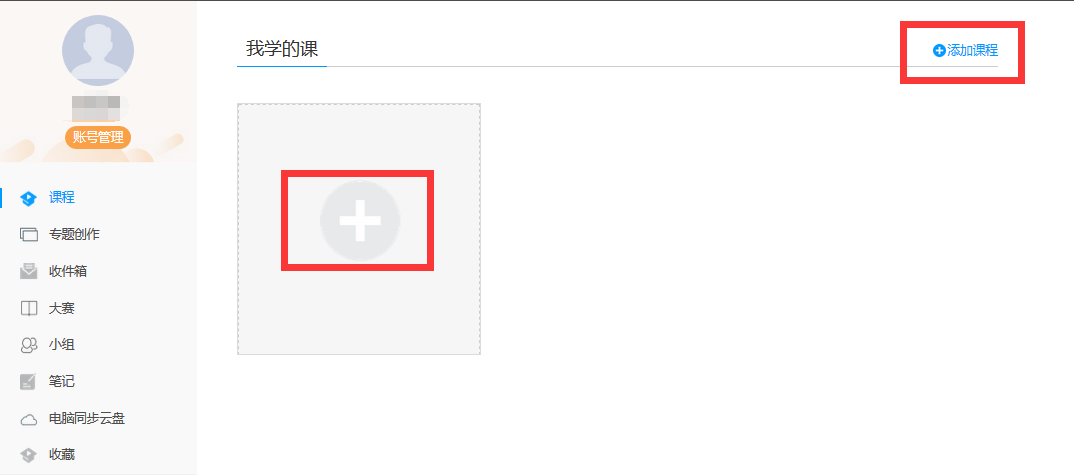 账号管理
课程
专题创作
收件箱
大赛
小组
笔记
电脑同步云盘
收藏
我学的课
添加课程